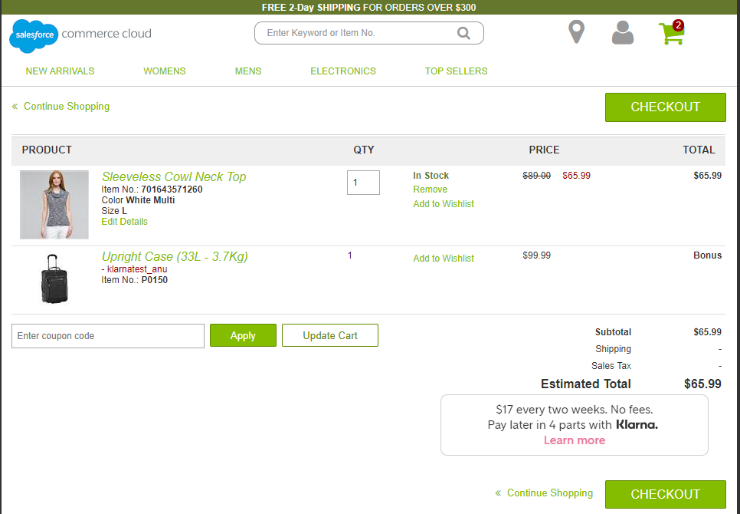 FREE 2-Day SHIPPING FOR ORDERS OVER $300
salesforce commerce cloud
Enter Keyword or Item No.
2
NEW ARRIVALS WOMENS MENS ELECTRONICS TOP SELLERS
« Continue Shopping
CHECKOUT
PRODUCT QTY PRICE TOTAL
Sleeveless Cowl Neck Top
Item No.: 701643571260
Color White Multi
Size L
Edit Details
1
In Stock
Remove
Add to Wishlist
$89.00 $65.99
$65.99
Upright Case (33L - 3.7Kg)
- klarnatest_anu
Item No.: P0150
1
Add to Wishlist
$99.99
Bonus
Enter coupon code
Apply
Update Cart
Subtotal $65.99
Shipping -
Sales Tax -
Estimated Total $65.99
$17 every two weeks. No fees.
Pay later in 4 parts with Klarna.
Learn more
« Continue Shopping
CHECKOUT